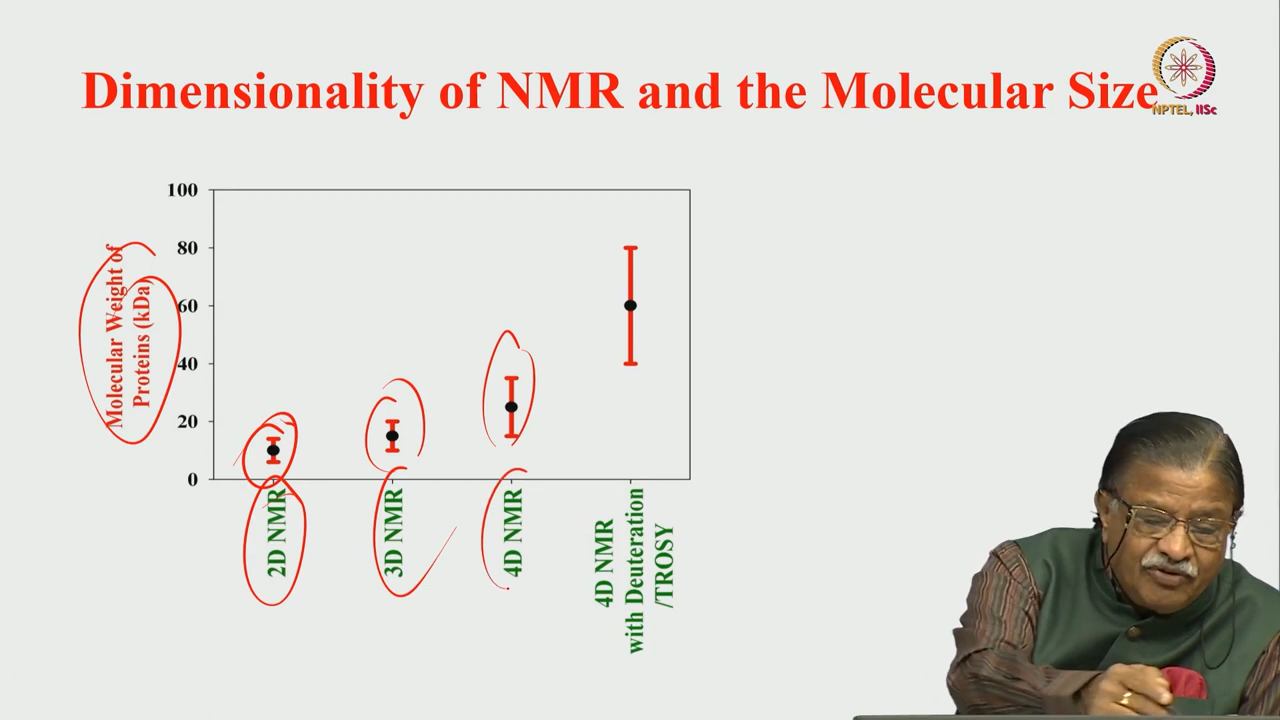 Dimensionality of NMR and the Molecular Size
NPTEL, IISc
100
80
60
40
20
0
Molecular Weight of
Proteins (kDa)
2D NMR
3D NMR
4D NMR
4D NMR
with Deuteration
/TROSY